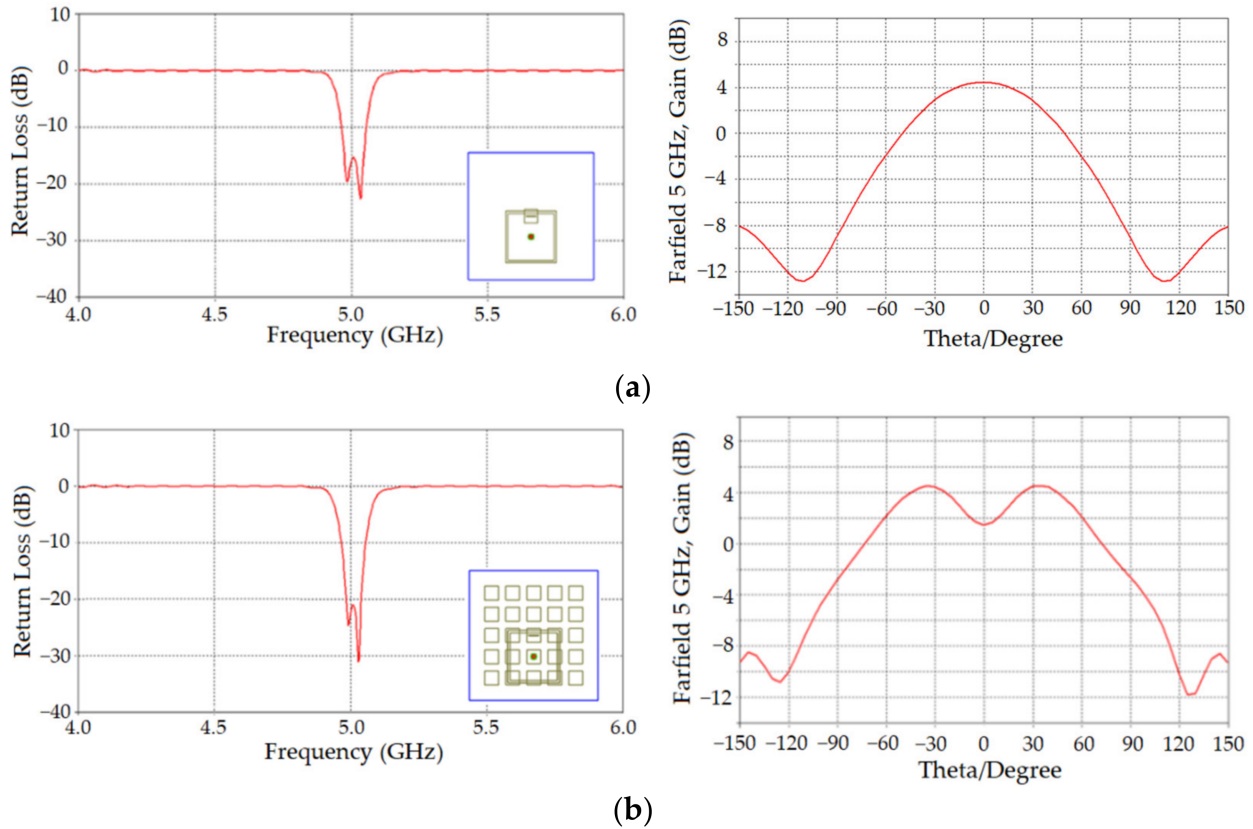 10
0
−10
−20
−30
−40
Return Loss (dB)
4.0
4.5
5.0
5.5
6.0
Frequency (GHz)
8
4
0
−4
−8
−12
Farfield 5 GHz, Gain (dB)
−150 −120 −90 −60 −30 0 30 60 90 120 150
Theta/Degree
(a)
10
0
−10
−20
−30
−40
Return Loss (dB)
4.0
4.5
5.0
5.5
6.0
Frequency (GHz)
8
4
0
−4
−8
−12
Farfield 5 GHz, Gain (dB)
−150 −120 −90 −60 −30 0 30 60 90 120 150
Theta/Degree
(b)